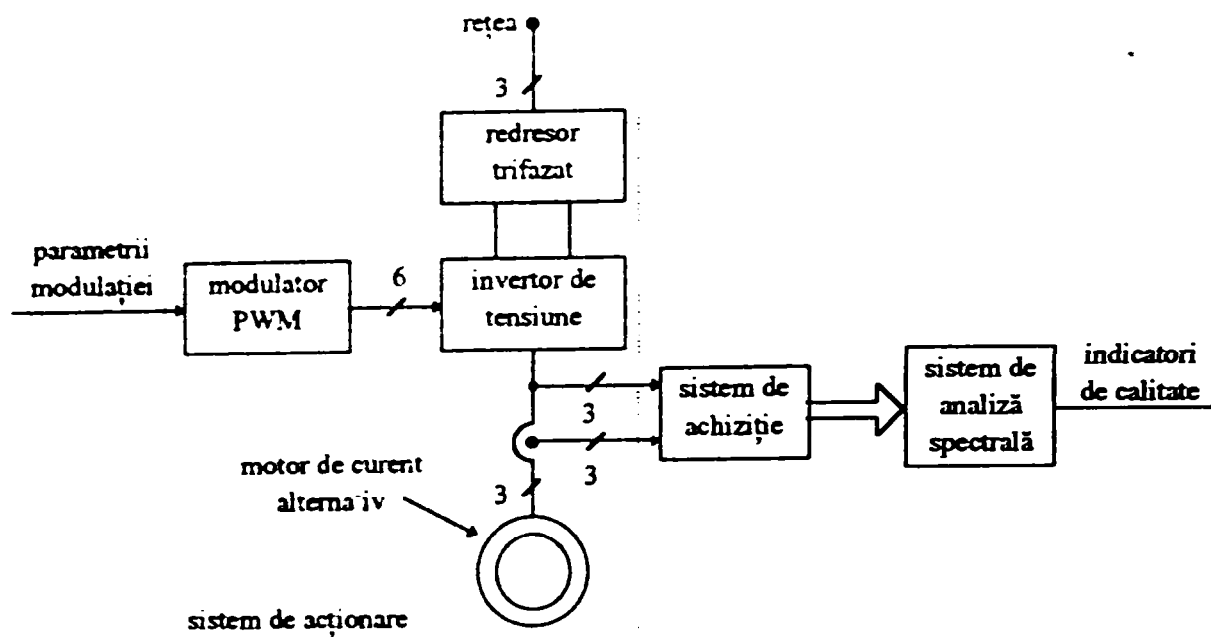 rețea
3
redresor
trifazat
parametrii
modulației
modulator
PWM
6
invertor de
tensiune
3
3
sistem de
achiziție
sistem de
analiză
spectrală
indicatori
de calitate
motor de curent
alternativ
3
sistem de acționare